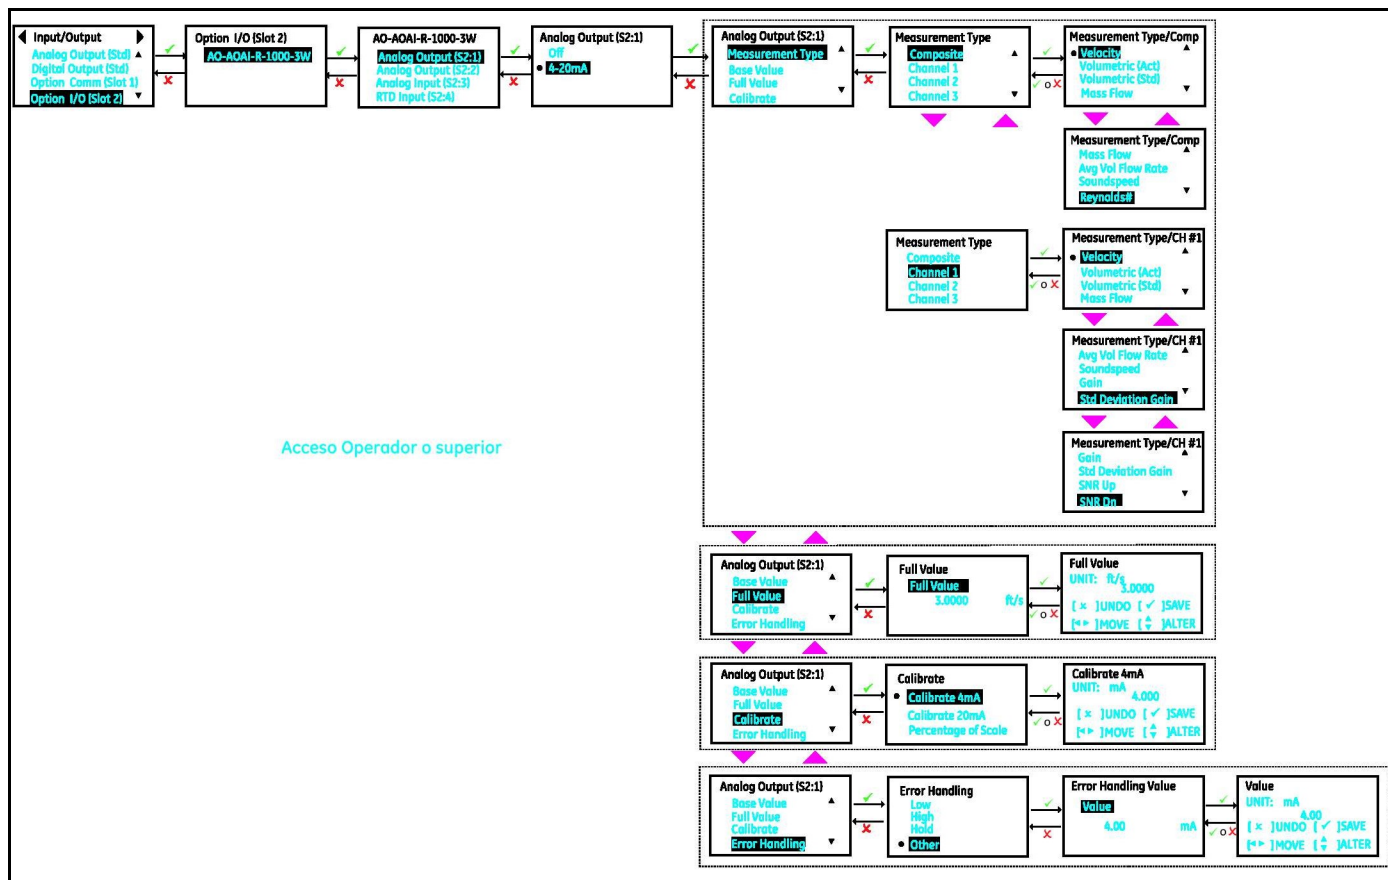 Input/Output
Analog Output (Std)
Digital Output (Std)
Option Comm (Slot 1)
Option I/O (Slot 2)
Option I/O (Slot 2)
AO-AOAI-R-1000-3W
AO-AOAI-R-1000-3W
Analog Output (S2:1)
Analog Output (S2:2)
Analog Input (S2:3)
RTD Input (S2:4)
Analog Output (S2:1)
Off
4-20mA
Analog Output (S2:1)
Measurement Type
Base Value
Full Value
Calibrate
Measurement Type
Composite
Channel 1
Channel 2
Channel 3
o
Measurement Type/Comp
Velocity
Volumetric (Act)
Volumetric (Std)
Mass Flow
Measurement Type/Comp
Mass Flow
Avg Vol Flow Rate
Soundspeed
Reynolds#
Measurement Type
Composite
Channel 1
Channel 2
Channel 3
o
Measurement Type/CH #1
Velocity
Volumetric (Act)
Volumetric (Std)
Mass Flow
Measurement Type/CH #1
Avg Vol Flow Rate
Soundspeed
Gain
Std Deviation Gain
Acceso Operador o superior
Measurement Type/CH #1
Gain
Std Deviation Gain
SNR Up
SNR Dn
Analog Output (S2:1)
Base Value
Full Value
Calibrate
Error Handling
Full Value
Full Value
3.0000 ft/s
o
Full Value
UNIT: ft/s
3.0000
[ x ]UNDO [ ✓ ]SAVE
[◄►]MOVE [ ▲▼ ]ALTER
Analog Output (S2:1)
Base Value
Full Value
Calibrate
Error Handling
Calibrate
Calibrate 4mA
Calibrate 20mA
Percentage of Scale
o
Calibrate 4mA
UNIT: mA
4.000
[ x ]UNDO [ ✓ ]SAVE
[◄►]MOVE [ ▲▼ ]ALTER
Analog Output (S2:1)
Base Value
Full Value
Calibrate
Error Handling
Error Handling
Low
High
Hold
Other
Error Handling Value
Value
4.00 mA
o
Value
UNIT: mA
4.00
[ x ]UNDO [ ✓ ]SAVE
[◄►]MOVE [ ▲▼ ]ALTER